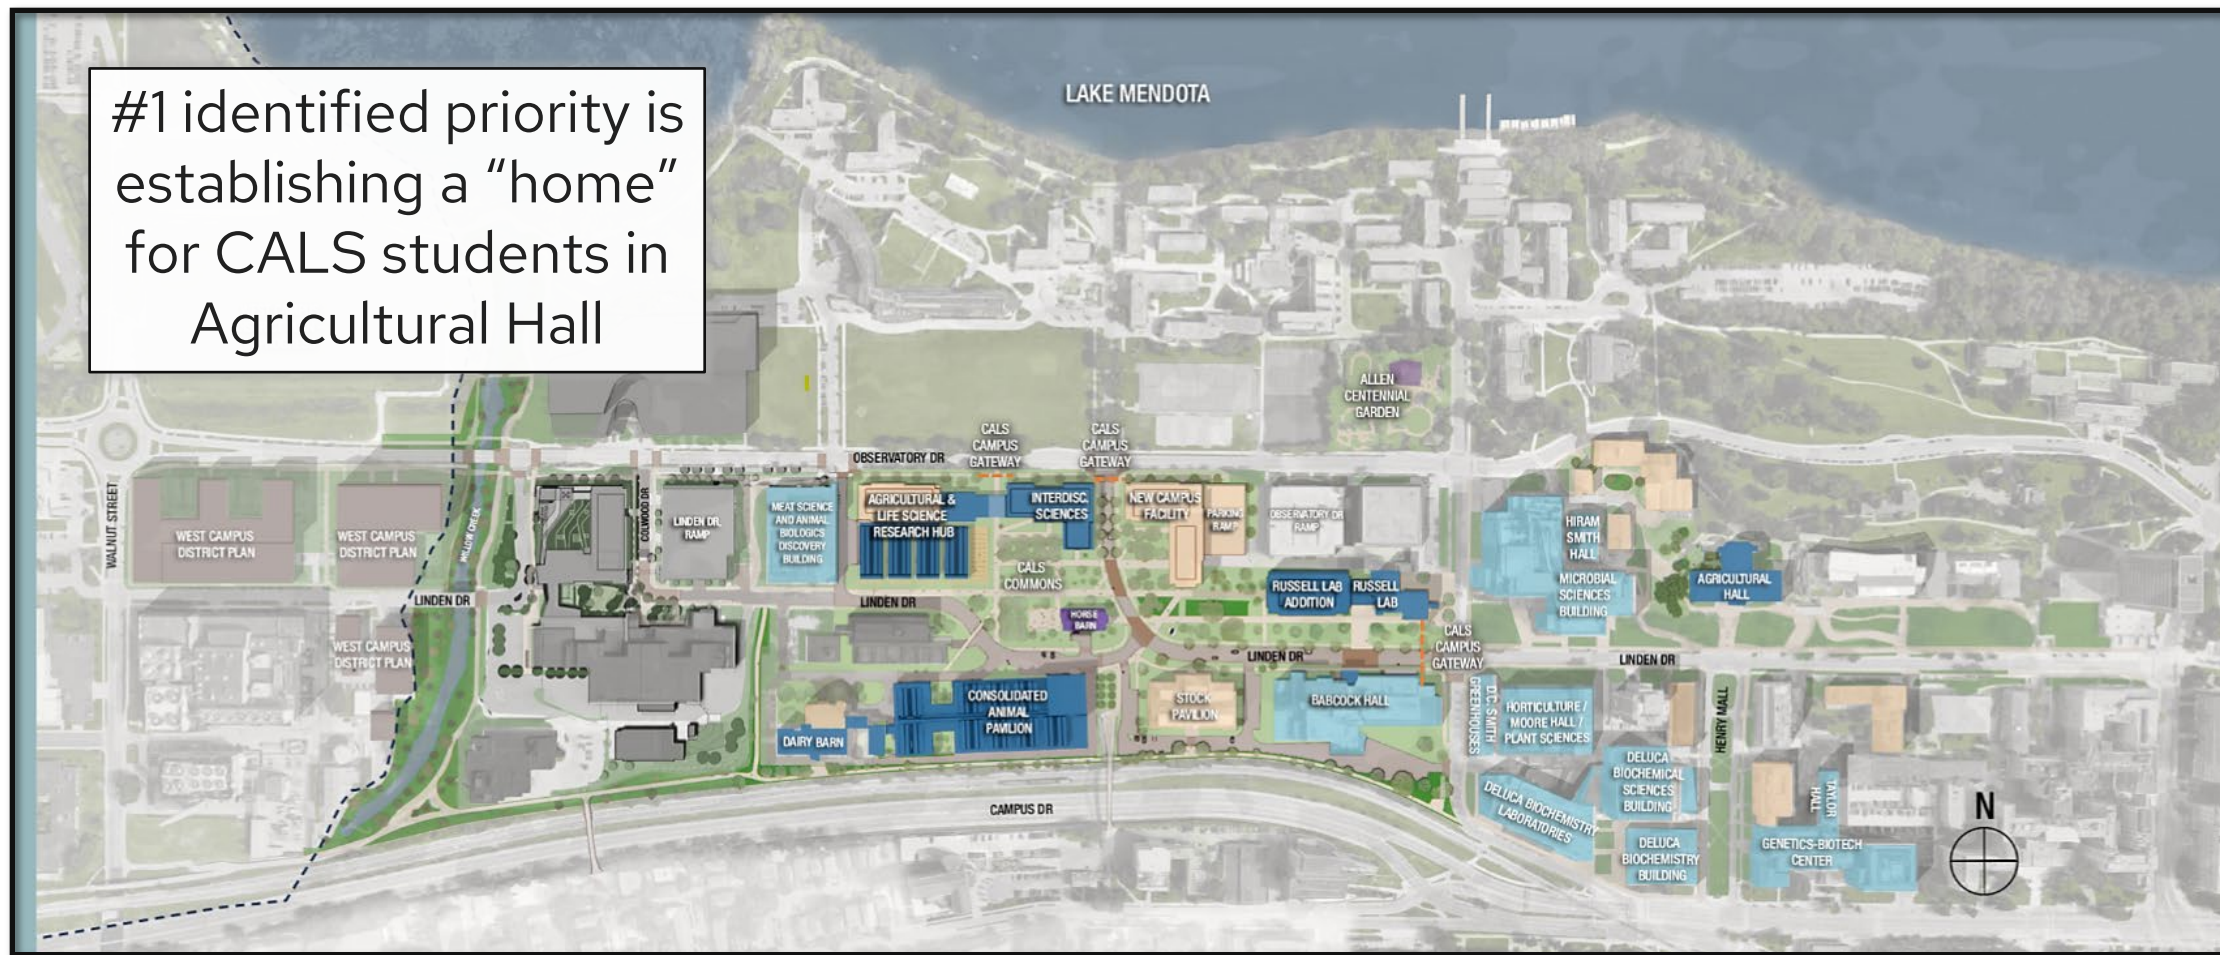 #1 identified priority is
establishing a “home”
for CALS students in
Agricultural Hall
LAKE MENDOTA
ALLEN
CENTENNIAL
GARDEN
CALS
CAMPUS
GATEWAY
CALS
CAMPUS
GATEWAY
OBSERVATORY DR
WALNUT STREET
WEST CAMPUS
DISTRICT PLAN
WEST CAMPUS
DISTRICT PLAN
WILLOW CREEK
COLWOOD DR
LINDEN DR.
RAMP
MEAT SCIENCE
AND ANIMAL
BIOLOGICS
DISCOVERY
BUILDING
AGRICULTURAL &
LIFE SCIENCE
RESEARCH HUB
INTERDISC.
SCIENCES
NEW CAMPUS
FACILITY
PARKING
RAMP
OBSERVATORY DR
RAMP
HIRAM
SMITH
HALL
MICROBIAL
SCIENCES
BUILDING
AGRICULTURAL
HALL
CALS
COMMONS
RUSSELL LAB
ADDITION
RUSSELL
LAB
LINDEN DR
LINDEN DR
HORSE
BARN
WEST CAMPUS
DISTRICT PLAN
CALS
CAMPUS
GATEWAY
LINDEN DR
LINDEN DR
CONSOLIDATED
ANIMAL
PAVILION
STOCK
PAVILION
BABCOCK HALL
D.C. SMITH
GREENHOUSES
HORTICULTURE /
MOORE HALL /
PLANT SCIENCES
HENRY MALL
DAIRY BARN
DELUCA
BIOCHEMICAL
SCIENCES
BUILDING
DELUCA BIOCHEMISTRY
LABORATORIES
TAYLOR
HALL
CAMPUS DR
DELUCA
BIOCHEMISTRY
BUILDING
GENETICS-BIOTECH
CENTER
N